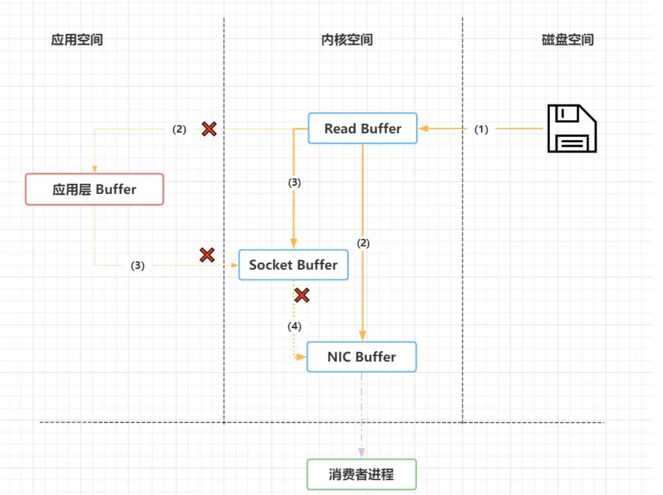 应用空间
内核空间
磁盘空间
(2)
Read Buffer
(1)
应用层 Buffer
(3)
(2)
(3)
Socket Buffer
(4)
NIC Buffer
消费者进程